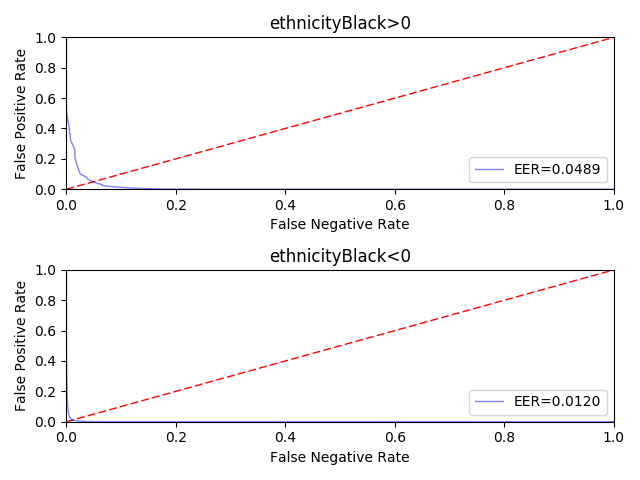 ethnicityBlack>0
False Positive Rate
1.0
0.8
0.6
0.4
0.2
0.0
EER=0.0489
0.0 0.2 0.4 0.6 0.8 1.0
False Negative Rate
ethnicityBlack<0
False Positive Rate
1.0
0.8
0.6
0.4
0.2
0.0
EER=0.0120
0.0 0.2 0.4 0.6 0.8 1.0
False Negative Rate